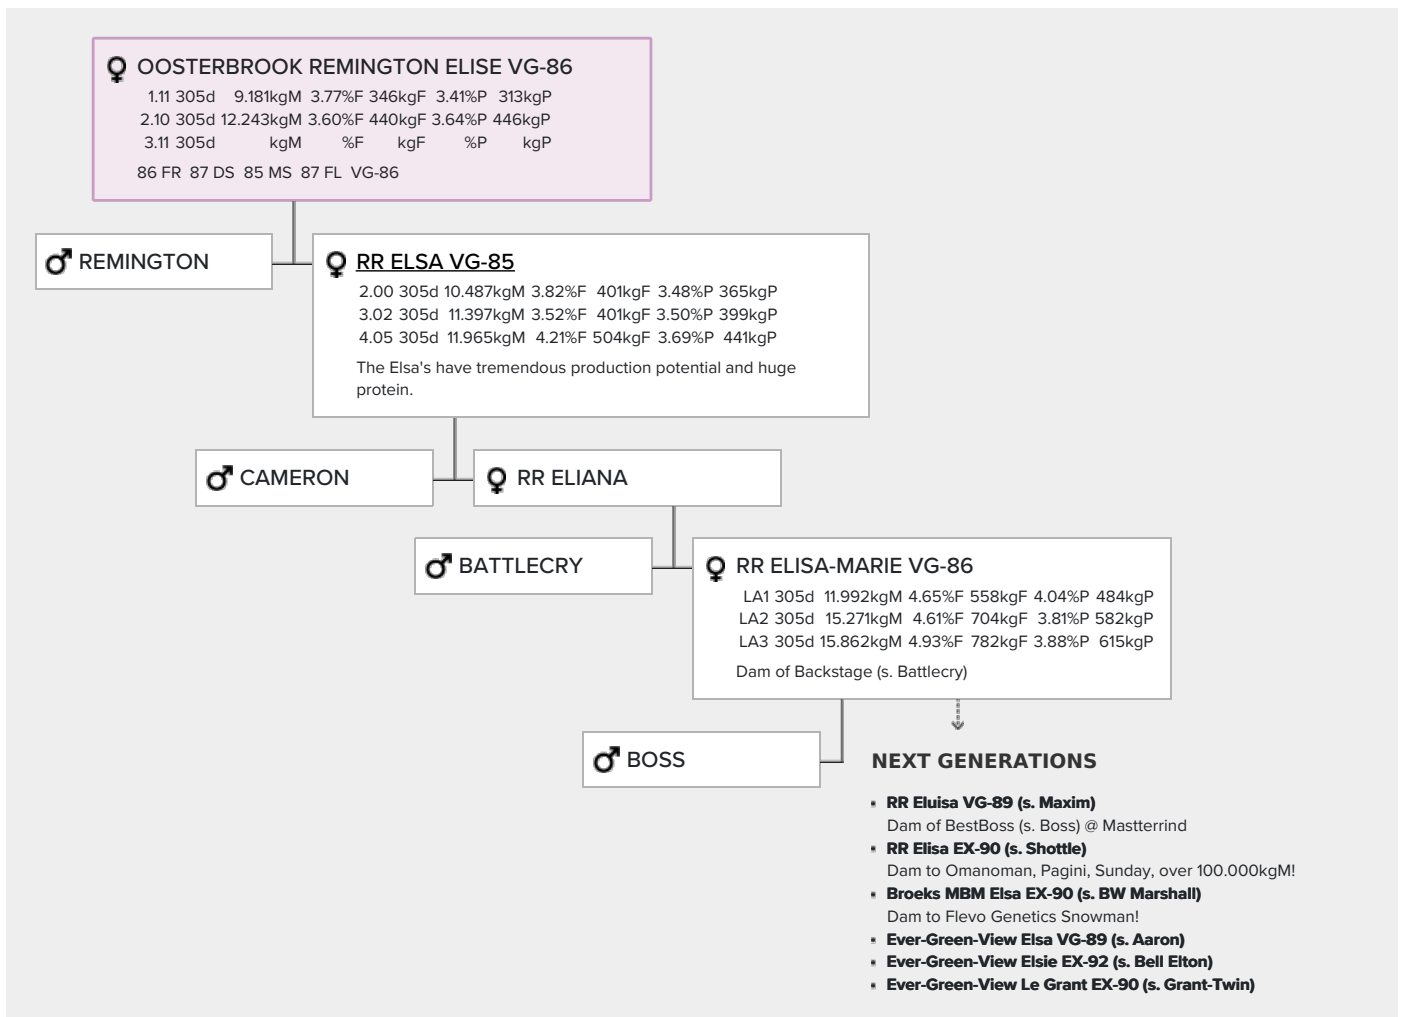 OOSTERBROOK REMINGTON ELISE VG-86
1.11 305d 9.181kgM 3.77%F 346kgF 3.41%P 313kgP
2.10 305d 12.243kgM 3.60%F 440kgF 3.64%P 446kgP
3.11 305d kgM %F kgF %P kgP
86 FR 87 DS 85 MS 87 FL VG-86
REMINGTON
RR ELSA VG-85
2.00 305d 10.487kgM 3.82%F 401kgF 3.48%P 365kgP
3.02 305d 11.397kgM 3.52%F 401kgF 3.50%P 399kgP
4.05 305d 11.965kgM 4.21%F 504kgF 3.69%P 441kgP
The Elsa's have tremendous production potential and huge
protein.
CAMERON
RR ELIANA
BATTLECRY
RR ELISA-MARIE VG-86
LA1 305d 11.992kgM 4.65%F 558kgF 4.04%P 484kgP
LA2 305d 15.271kgM 4.61%F 704kgF 3.81%P 582kgP
LA3 305d 15.862kgM 4.93%F 782kgF 3.88%P 615kgP
Dam of Backstage (s. Battlecry)
BOSS
NEXT GENERATIONS
RR Eluisa VG-89 (s. Maxim)
Dam of BestBoss (s. Boss) @ Mastterrind
RR Elisa EX-90 (s. Shottle)
Dam to Omanoman, Pagini, Sunday, over 100.000kgM!
Broeks MBM Elsa EX-90 (s. BW Marshall)
Dam to Flevo Genetics Snowman!
Ever-Green-View Elsa VG-89 (s. Aaron)
Ever-Green-View Elsie EX-92 (s. Bell Elton)
Ever-Green-View Le Grant EX-90 (s. Grant-Twin)